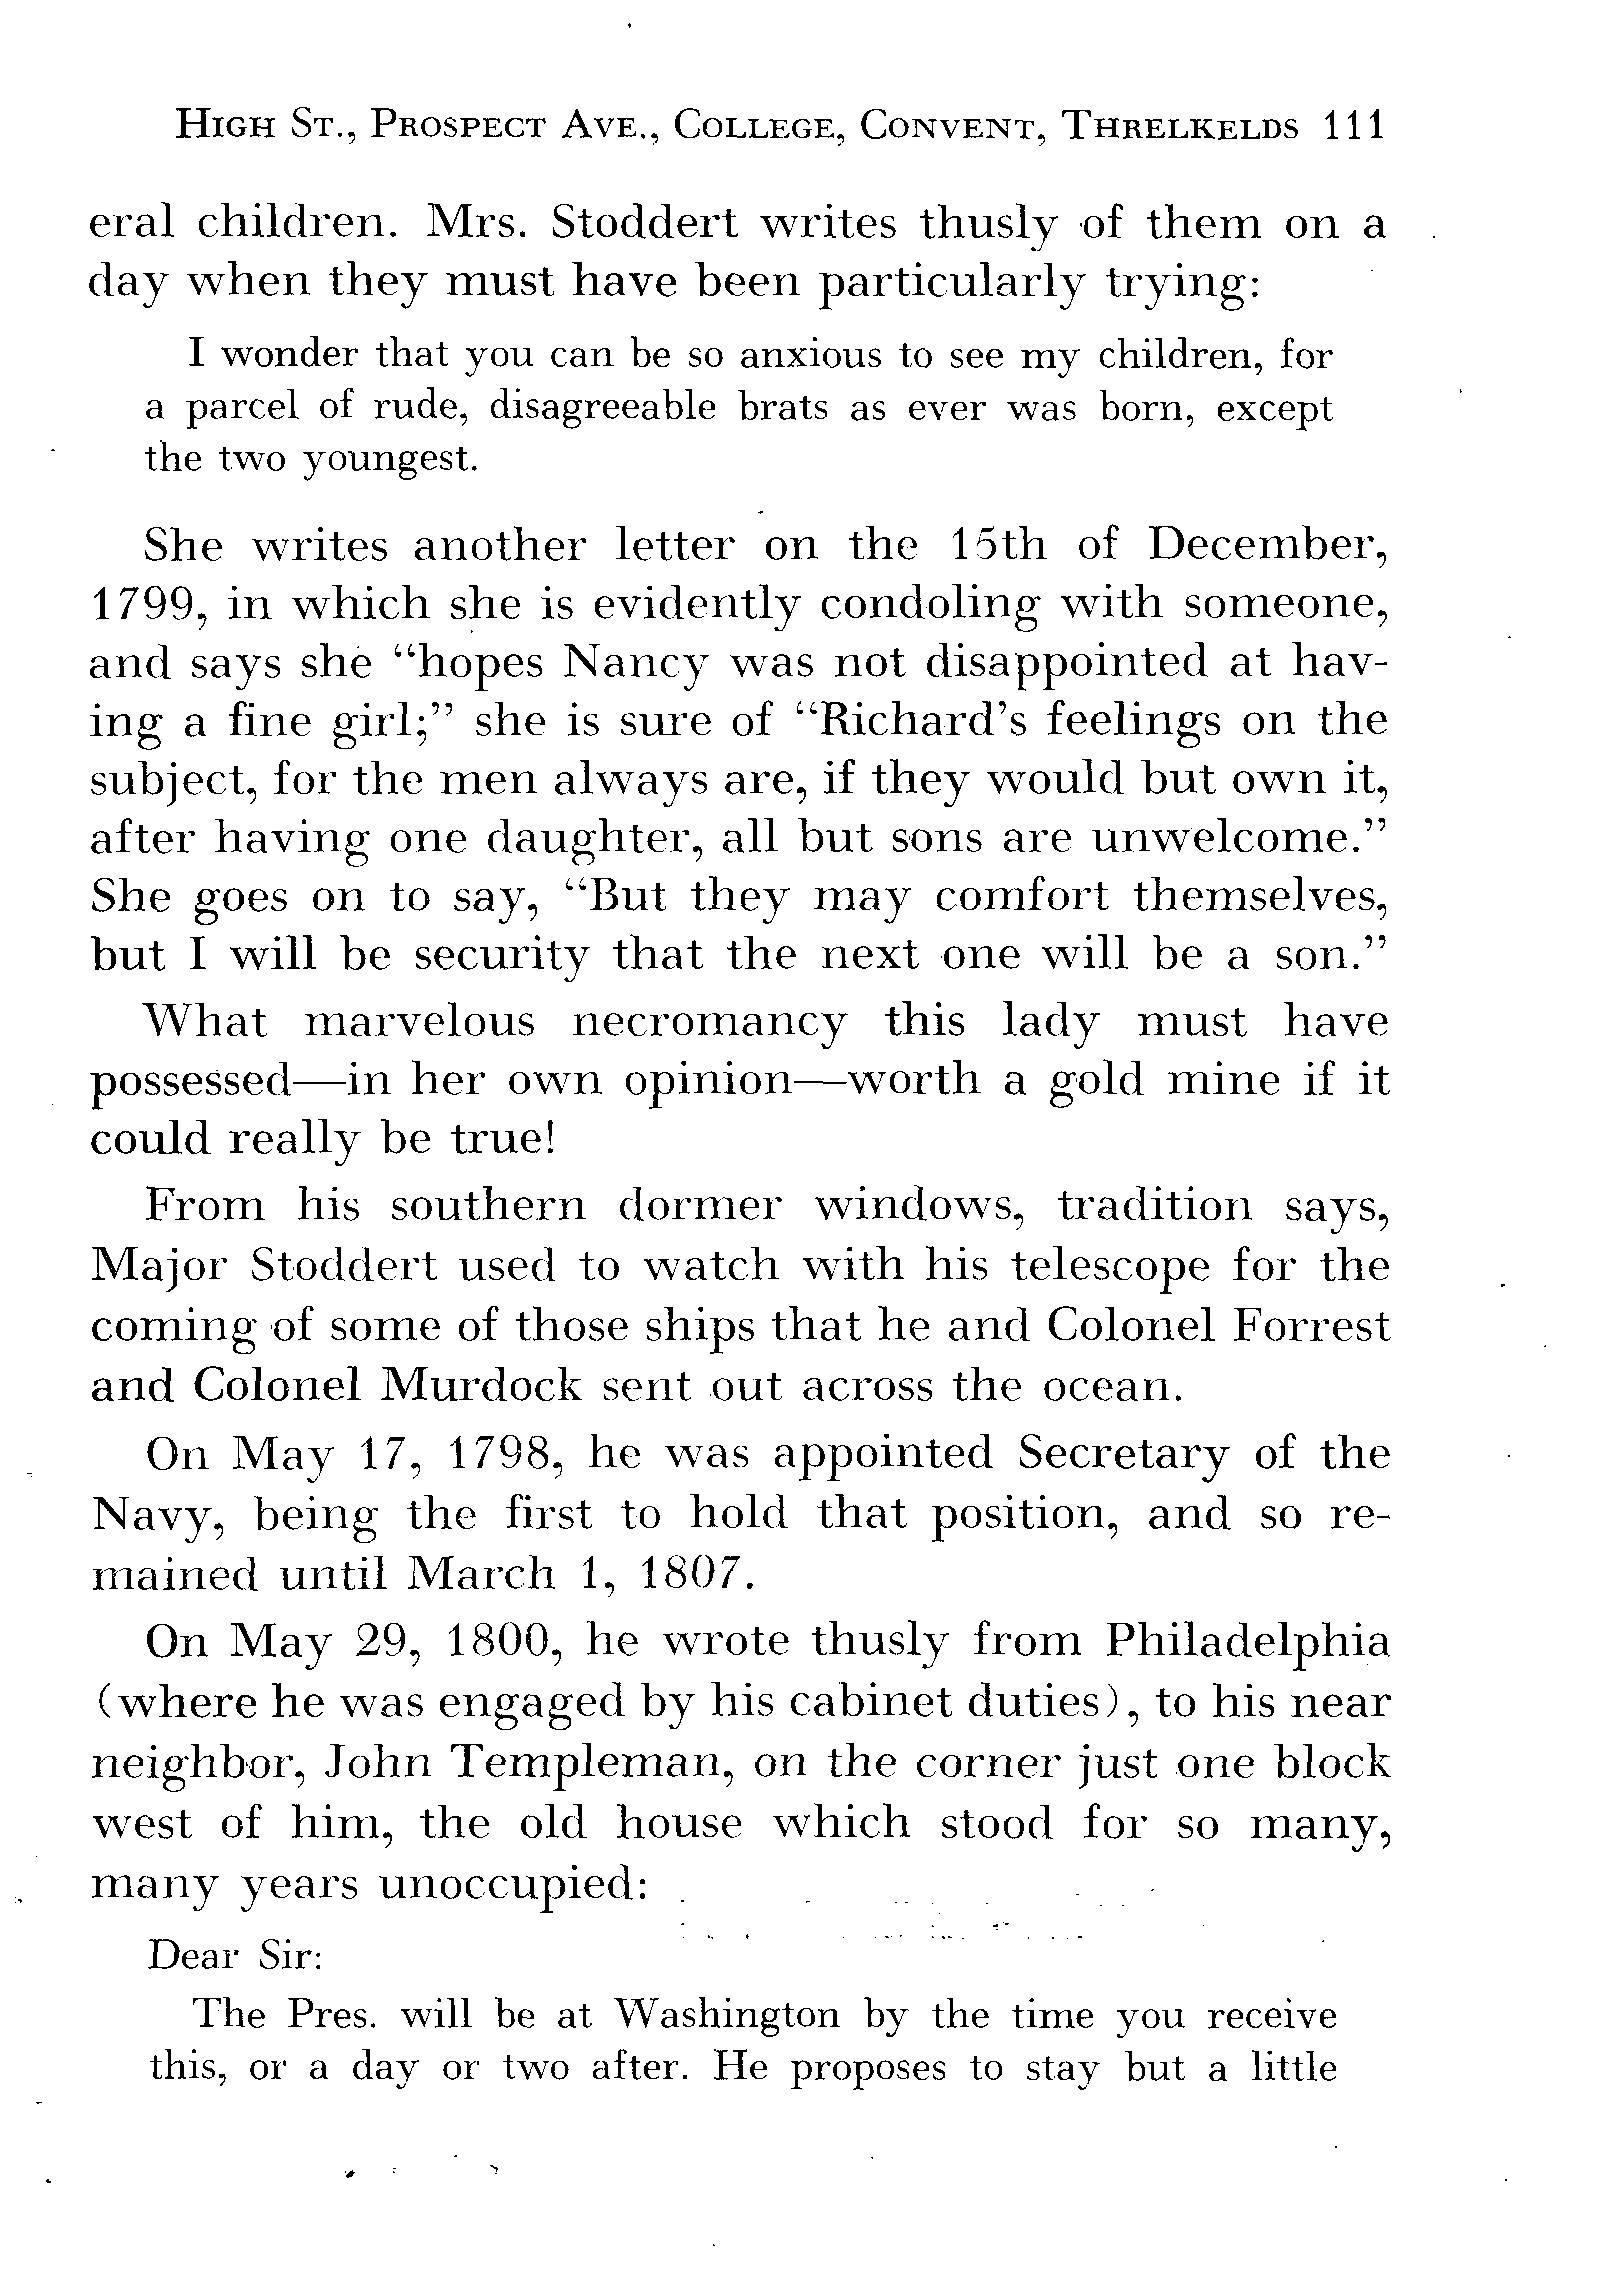 HIGH ST., PROSPECT AVE., COLLEGE, CONVENT, THRELKELDS 111
eral children. Mrs. Stoddert writes thusly of them on a
day when they must have been particularly trying:
I wonder that you can be so anxious to see my children, for
a parcel of rude, disagreeable brats as ever was born, except
the two youngest.
She writes another letter on the 15th of December,
1799, in which she is evidently condoling with someone,
and says she “hopes Nancy was not disappointed at hav-
ing a fine girl;” she is sure of “Richard’s feelings on the
subject, for the men always are, if they would but own it,
after having one daughter, all but sons are unwelcome.”
She goes on to say, “But they may comfort themselves,
but I will be security that the next one will be a son.”
What marvelous necromancy this lady must have
possessed—in her own opinion—worth a gold mine if it
could really be true!
From his southern dormer windows, tradition says,
Major Stoddert used to watch with his telescope for the
coming of some of those ships that he and Colonel Forrest
and Colonel Murdock sent out across the ocean.
On May 17, 1798, he was appointed Secretary of the
Navy, being the first to hold that position, and so re-
mained until March 1, 1807.
On May 29, 1800, he wrote thusly from Philadelphia
(where he was engaged by his cabinet duties), to his near
neighbor, John Templeman, on the corner just one block
west of him, the old house which stood for so many,
many years unoccupied:
Dear Sir:
The Pres. will be at Washington by the time you receive
this, or a day or two after. He proposes to stay but a little